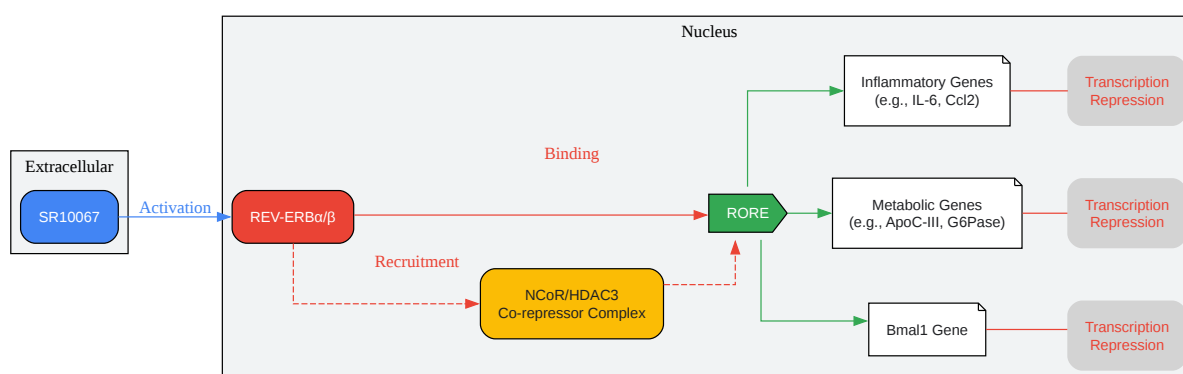 Nucleus
Inflammatory Genes
(e.g., IL-6, Ccl2)
Transcription
Repression
Extracellular
SR10067
Activation
REV-ERBα/β
Binding
RORE
Metabolic Genes
(e.g., ApoC-III, G6Pase)
Transcription
Repression
Recruitment
NCoR/HDAC3
Co-repressor Complex
Bmal1 Gene
Transcription
Repression